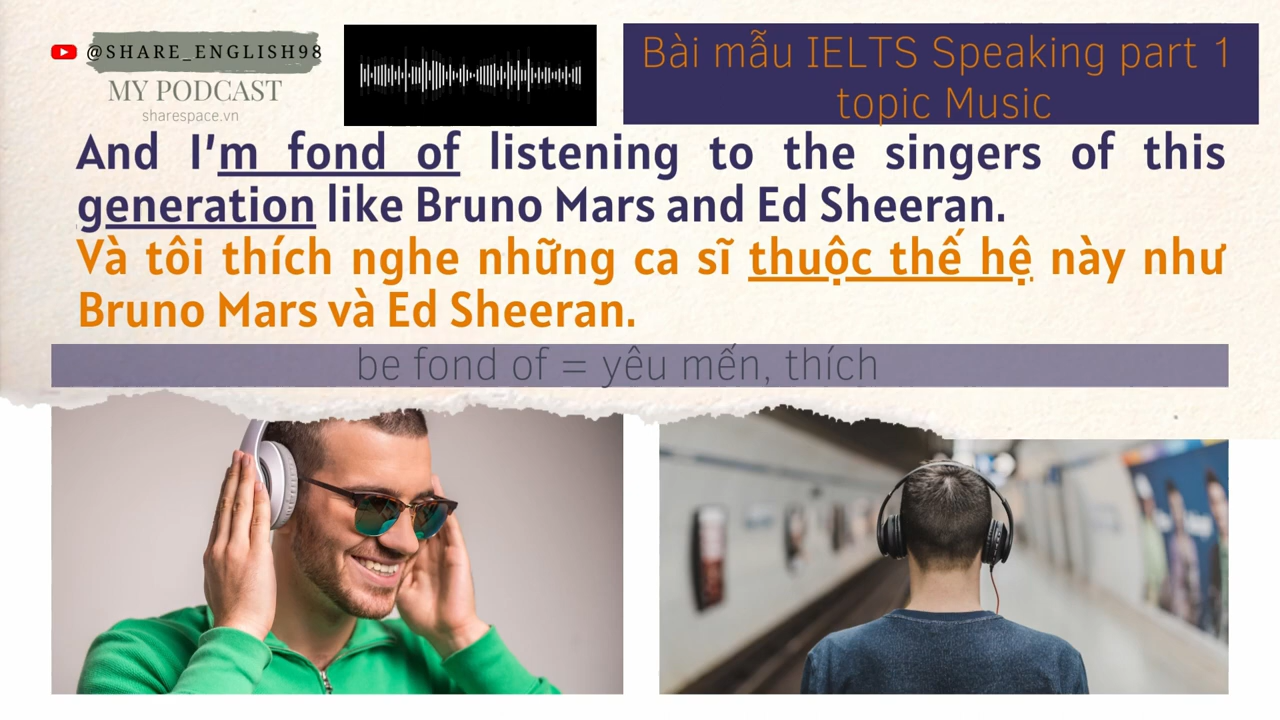 @SHARE_ENGLISH98
MY PODCAST
sharespace.vn
Bài mẫu IELTS Speaking part 1
topic Music
And I'm fond of listening to the singers of this
generation like Bruno Mars and Ed Sheeran.
Và tôi thích nghe những ca sĩ thuộc thế hệ này như
Bruno Mars và Ed Sheeran.
be fond of = yêu mến, thích